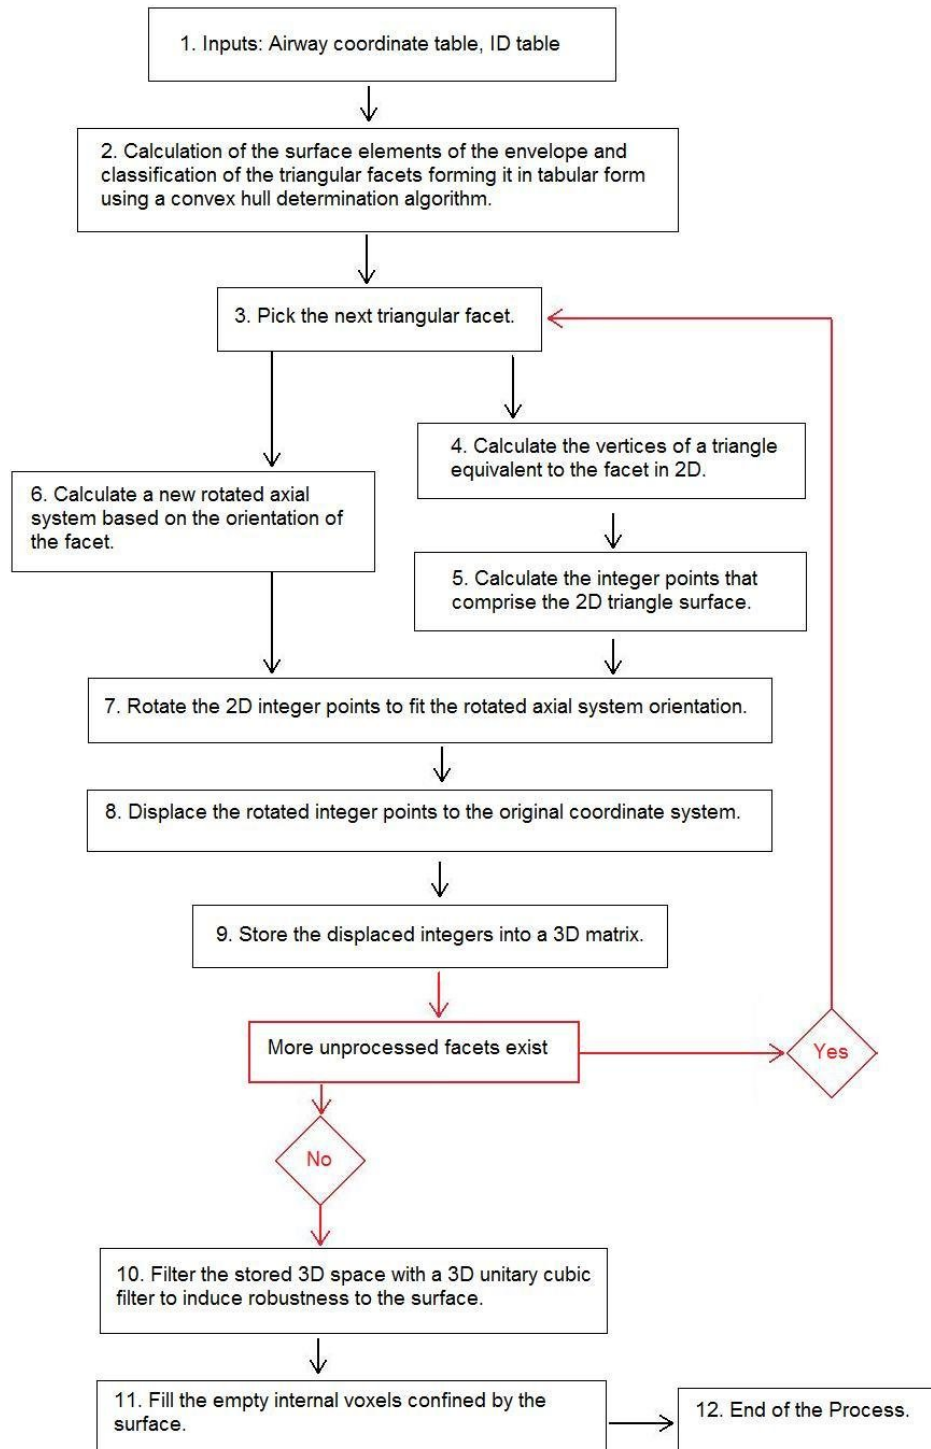 1. Inputs: Airway coordinate table, ID table
2. Calculation of the surface elements of the envelope and
classification of the triangular facets forming it in tabular form
using a convex hull determination algorithm.
3. Pick the next triangular facet.
4. Calculate the vertices of a triangle
equivalent to the facet in 2D.
6. Calculate a new rotated axial
system based on the orientation of
the facet.
5. Calculate the integer points that
comprise the 2D triangle surface.
7. Rotate the 2D integer points to fit the rotated axial system orientation.
8. Displace the rotated integer points to the original coordinate system.
9. Store the displaced integers into a 3D matrix.
More unprocessed facets exist
Yes
No
10. Filter the stored 3D space with a 3D unitary cubic
filter to induce robustness to the surface.
11. Fill the empty internal voxels confined by the
surface.
12. End of the Process.